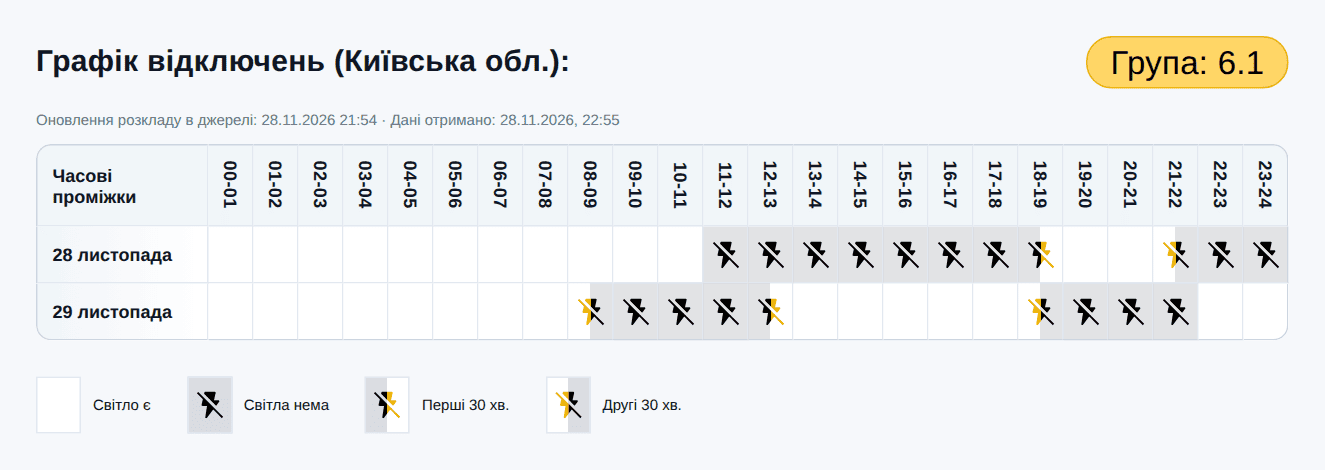 Графік відключень (Київська обл.):
Група: 6.1
Оновлення розкладу в джерелі: 28.11.2026 21:54 · Дані отримано: 28.11.2026, 22:55
Часові
проміжки
00-01
01-02
02-03
03-04
04-05
05-06
06-07
07-08
08-09
09-10
10-11
11-12
12-13
13-14
14-15
15-16
16-17
17-18
18-19
19-20
20-21
21-22
22-23
23-24
28 листопада
29 листопада
Світло є
Світла нема
Перші 30 хв.
Другі 30 хв.